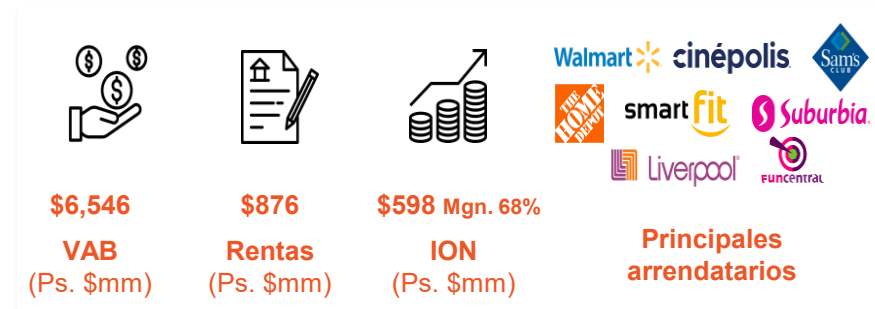 Walmart cinépolis Sam's
CLUB
THE
HOME
DEPOT
smart fit Suburbia
Liverpool FUNCENTRAL
$6,546 $876 $598 Mgn. 68%
VAB Rentas ION
(Ps. $mm) (Ps. $mm) (Ps. $mm)
Principales
arrendatarios